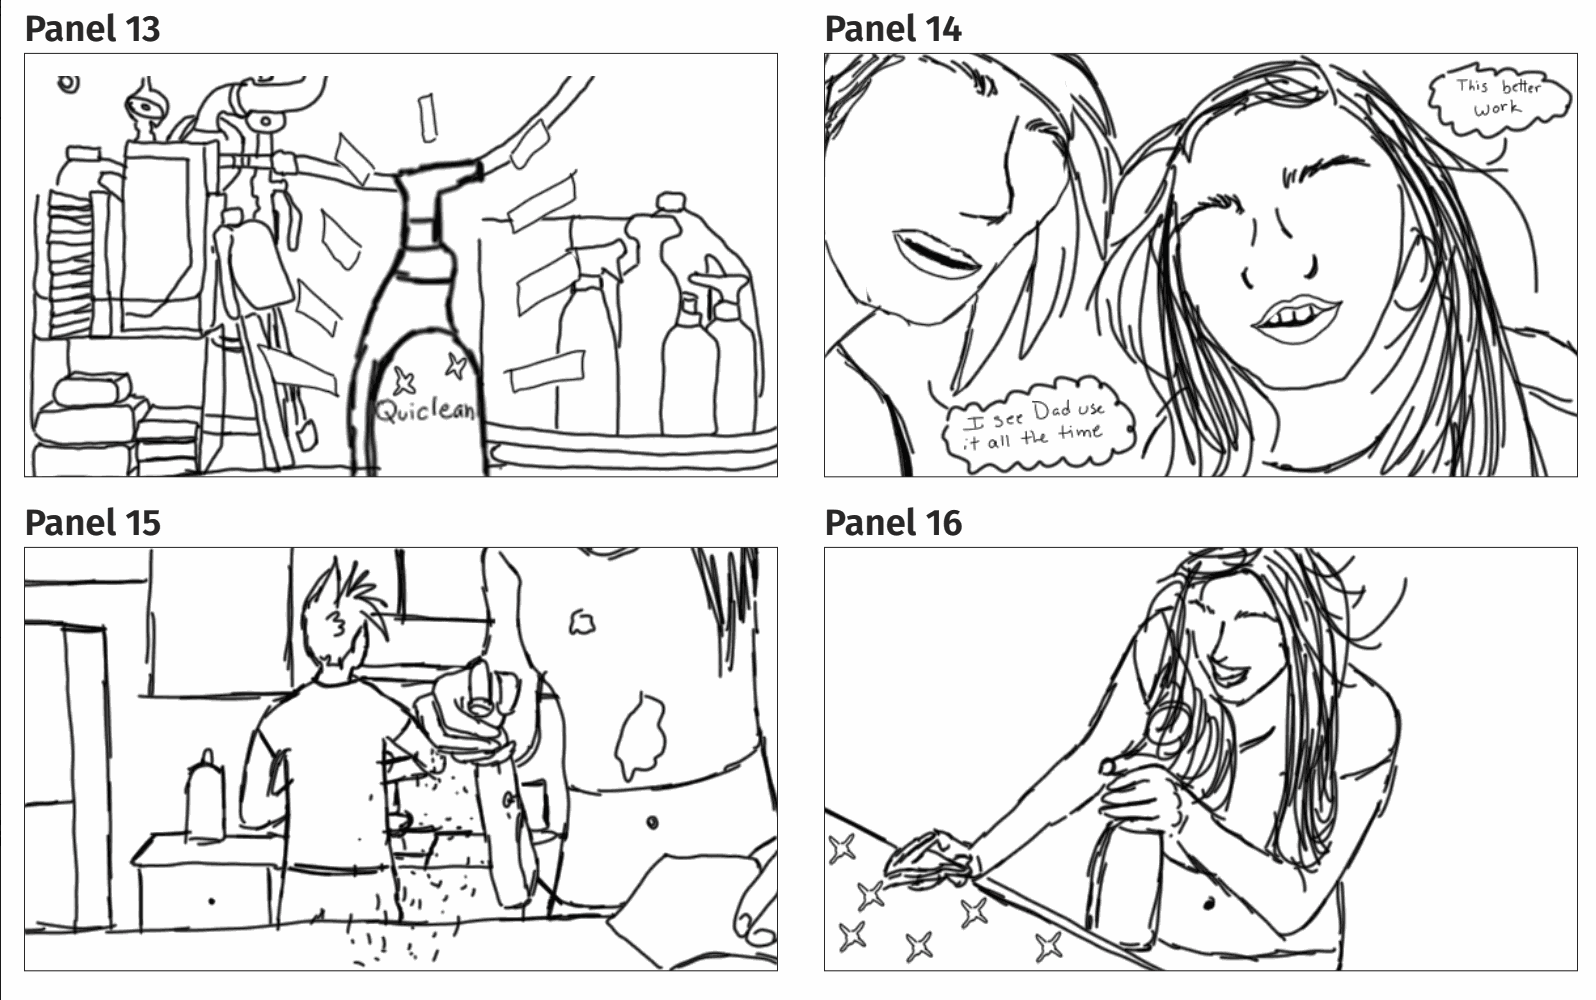 Panel 13
Quiclean
Panel 14
This better
work
I see Dad use
it all the time
Panel 15
Panel 16